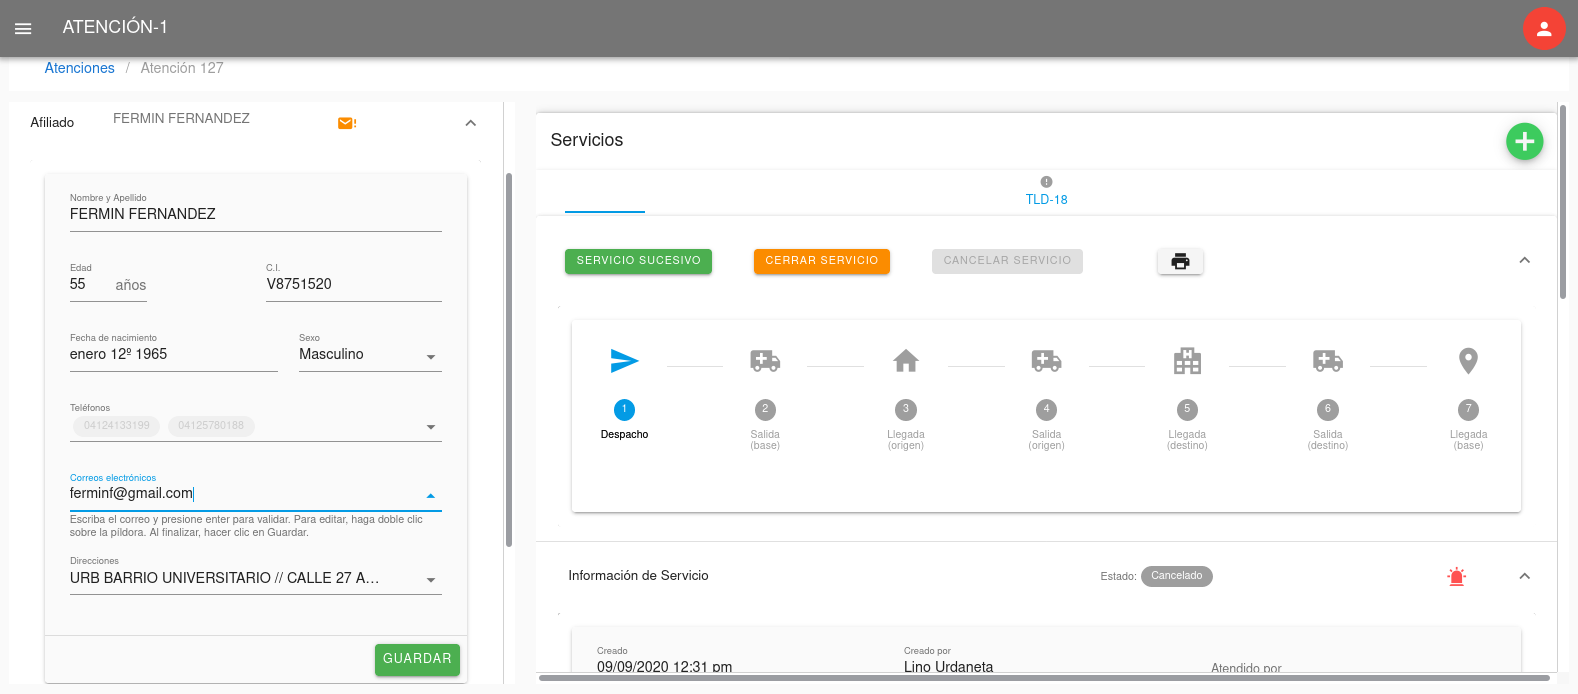 ATENCIÓN-1
Atenciones / Atención 127
Afiliado FERMIN FERNANDEZ
Nombre y Apellido
FERMIN FERNANDEZ
Edad C.I.
55 años V8751520
Fecha de nacimiento Sexo
enero 12º 1965 Masculino
Teléfonos
04124133199 04125780188
Correos electrónicos
ferminf@gmail.com
Escriba el correo y presione enter para validar. Para editar, haga doble clic
sobre la píldora. Al finalizar, hacer clic en Guardar.
Direcciones
URB BARRIO UNIVERSITARIO // CALLE 27 A...
GUARDAR
Servicios
TLD-18
SERVICIO SUCESIVO CERRAR SERVICIO CANCELAR SERVICIO
1 2 3 4 5 6 7
Despacho Salida Llegada Salida Llegada Salida Llegada
(base) (origen) (origen) (destino) (destino) (base)
Información de Servicio Estado: Cancelado
Creado Creado por
09/09/2020 12:31 pm Lino Urdaneta Atendido por